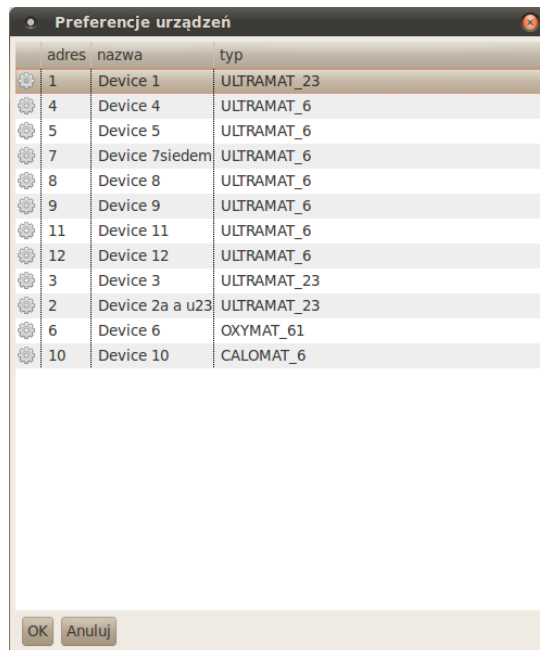 Preferencje urządzeń
adres nazwa typ
1 Device 1 ULTRAMAT_23
4 Device 4 ULTRAMAT_6
5 Device 5 ULTRAMAT_6
7 Device 7siedem ULTRAMAT_6
8 Device 8 ULTRAMAT_6
9 Device 9 ULTRAMAT_6
11 Device 11 ULTRAMAT_6
12 Device 12 ULTRAMAT_6
3 Device 3 ULTRAMAT_23
2 Device 2a a u23 ULTRAMAT_23
6 Device 6 OXYMAT_61
10 Device 10 CALOMAT_6
OK Anuluj